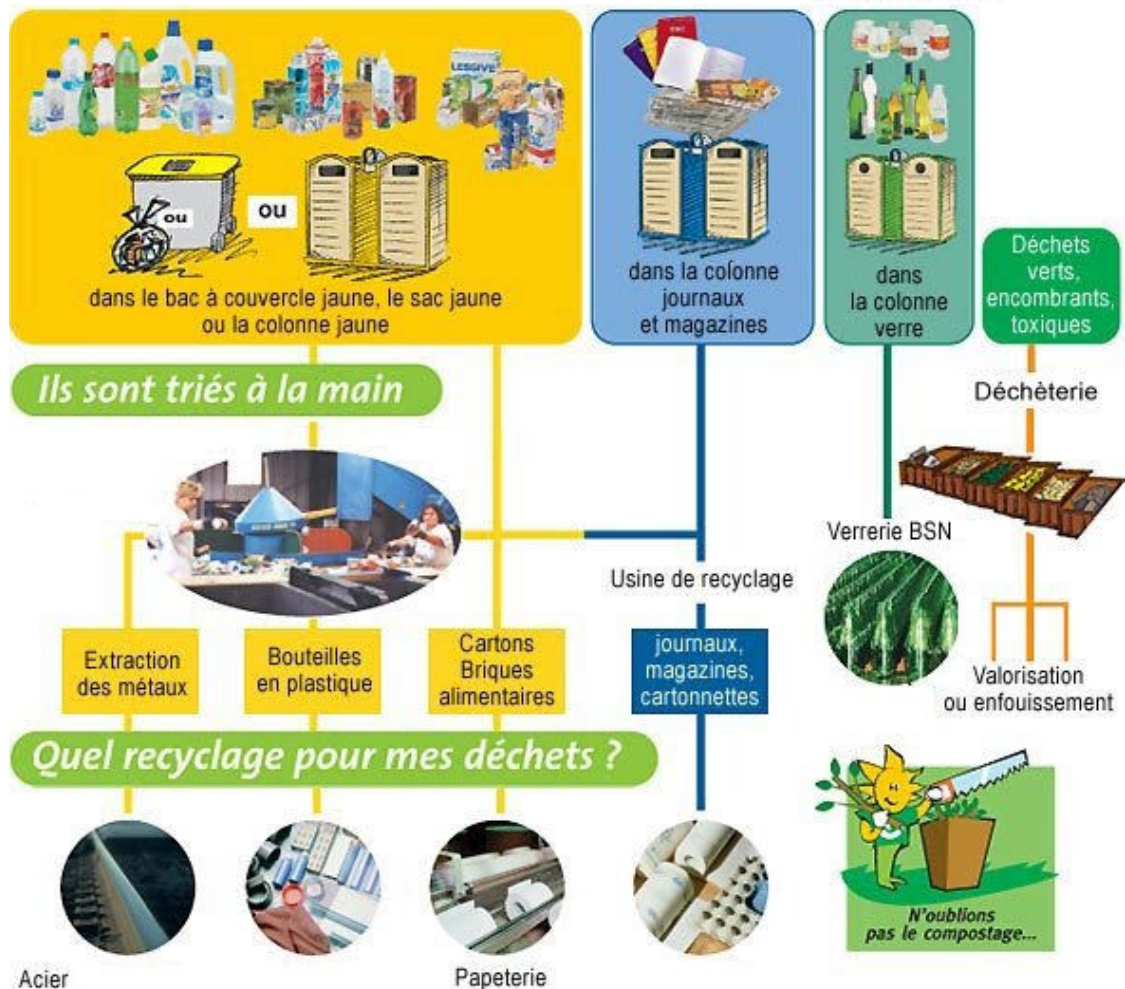 LESSIVE
ou
ou
dans le bac à couvercle jaune, le sac jaune
ou la colonne jaune
dans la colonne
journaux
et magazines
dans
la colonne
verre
Déchets
verts,
encombrants,
toxiques
Ils sont triés à la main
Déchèterie
Verrerie BSN
Usine de recyclage
Extraction
des métaux
Bouteilles
en plastique
Cartons
Briques
alimentaires
journaux,
magazines,
cartonnettes
Valorisation
ou enfouissement
Quel recyclage pour mes déchets ?
N'oublions
pas le compostage...
Acier
Papeterie